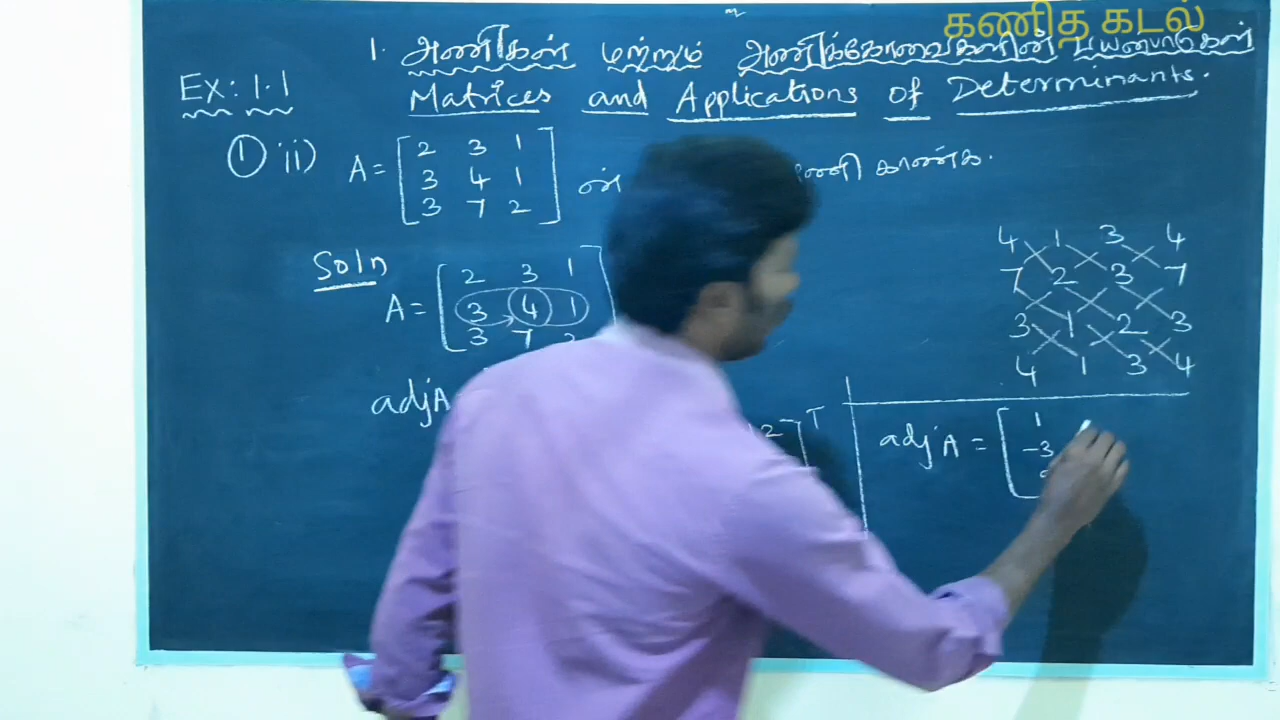 கணித கடல்
1. அணிகள் மற்றும் அணிக்கோவைகளின் பயன்பாடுகள்
EX: 1.1
Matrices and Applications of Determinants.
① ii) A = [ 2 3 1
3 4 1
3 7 2 ] ன் காண்க.
Soln
A = [ 2 3 1
3 4 1
3 7
4 1 3 4
7 2 3 7
3 1 2 3
4 1 3 4
adjA
T
adj A = [ 1
-3